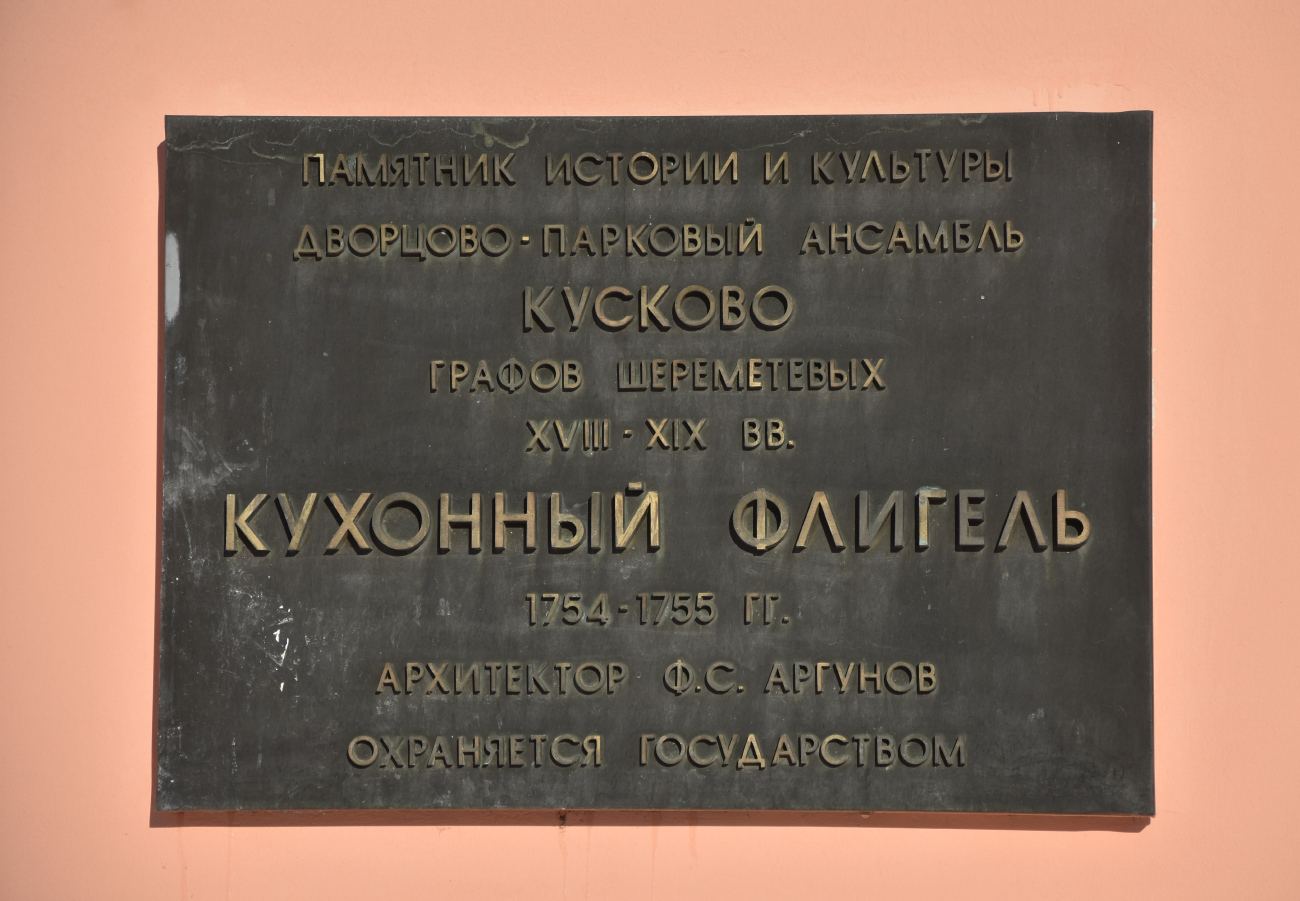 ПАМЯТНИК ИСТОРИИ И КУЛЬТУРЫ
ДВОРЦОВО-ПАРКОВЫЙ АНСАМБЛЬ
КУСКОВО
ГРАФОВ ШЕРЕМЕТЕВЫХ
XVIII - XIX ВВ.
КУХОННЫЙ ФЛИГЕЛЬ
1754-1755 ГГ.
АРХИТЕКТОР Ф.С. АРГУНОВ
ОХРАНЯЕТСЯ ГОСУДАРСТВОМ